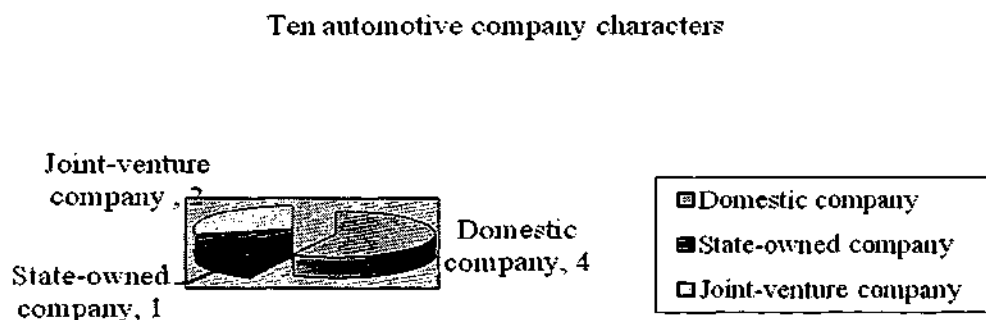 Ten automotive company characters
Joint-venture
company , 2
State-owned
company, 1
Domestic
company, 4
Domestic company
State-owned company
Joint-venture company